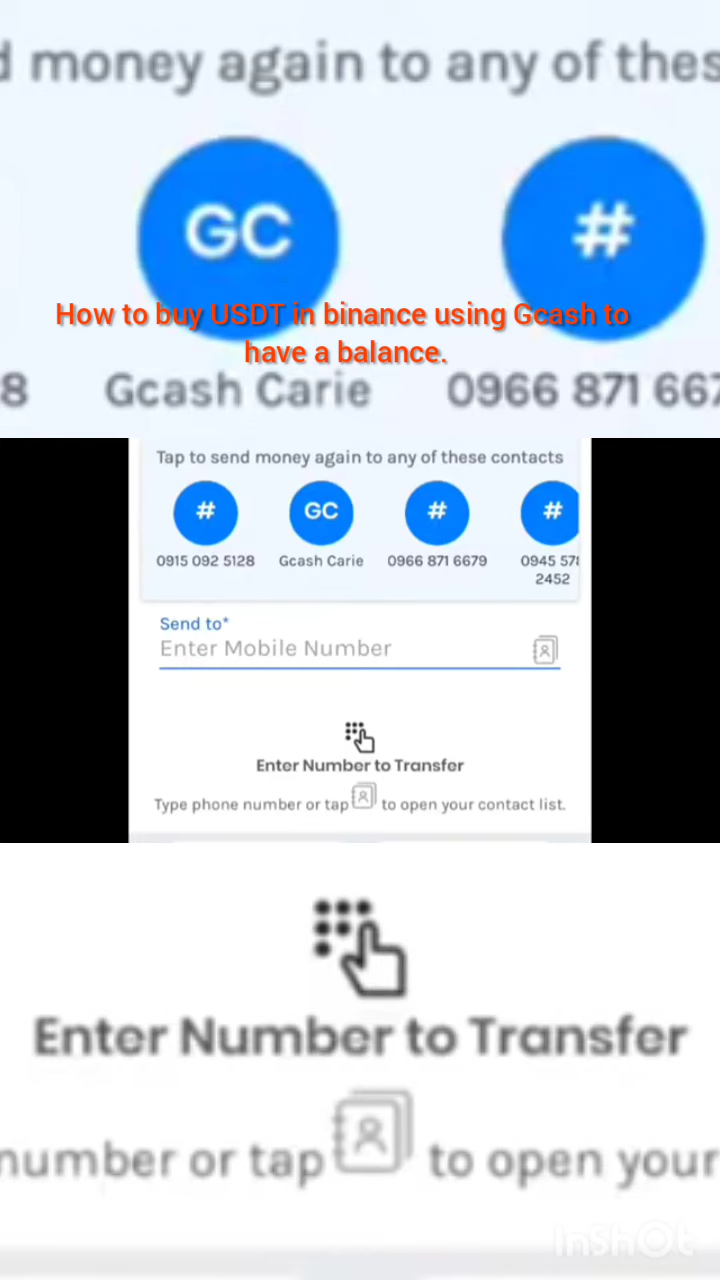 d money again to any of thes
GC
#
How to buy USDT in binance using Gcash to
have a balance.
8
Gcash Carie
0966 871 667
Tap to send money again to any of these contacts
#
GC
#
#
0915 092 5128
Gcash Carie
0966 871 6679
0945 578
2452
Send to*
Enter Mobile Number
Enter Number to Transfer
Type phone number or tap to open your contact list.
Enter Number to Transfer
number or tap to open your
InShOt